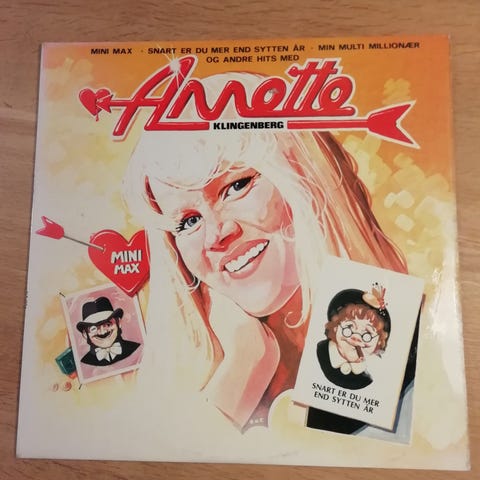 MINI MAX · SNART ER DU MER END SYTTEN ÅR · MIN MULTI MILLIONÆR
OG ANDRE HITS MED
Annette
KLINGENBERG
MINI
MAX
SNART ER DU MER
END SYTTEN ÅR